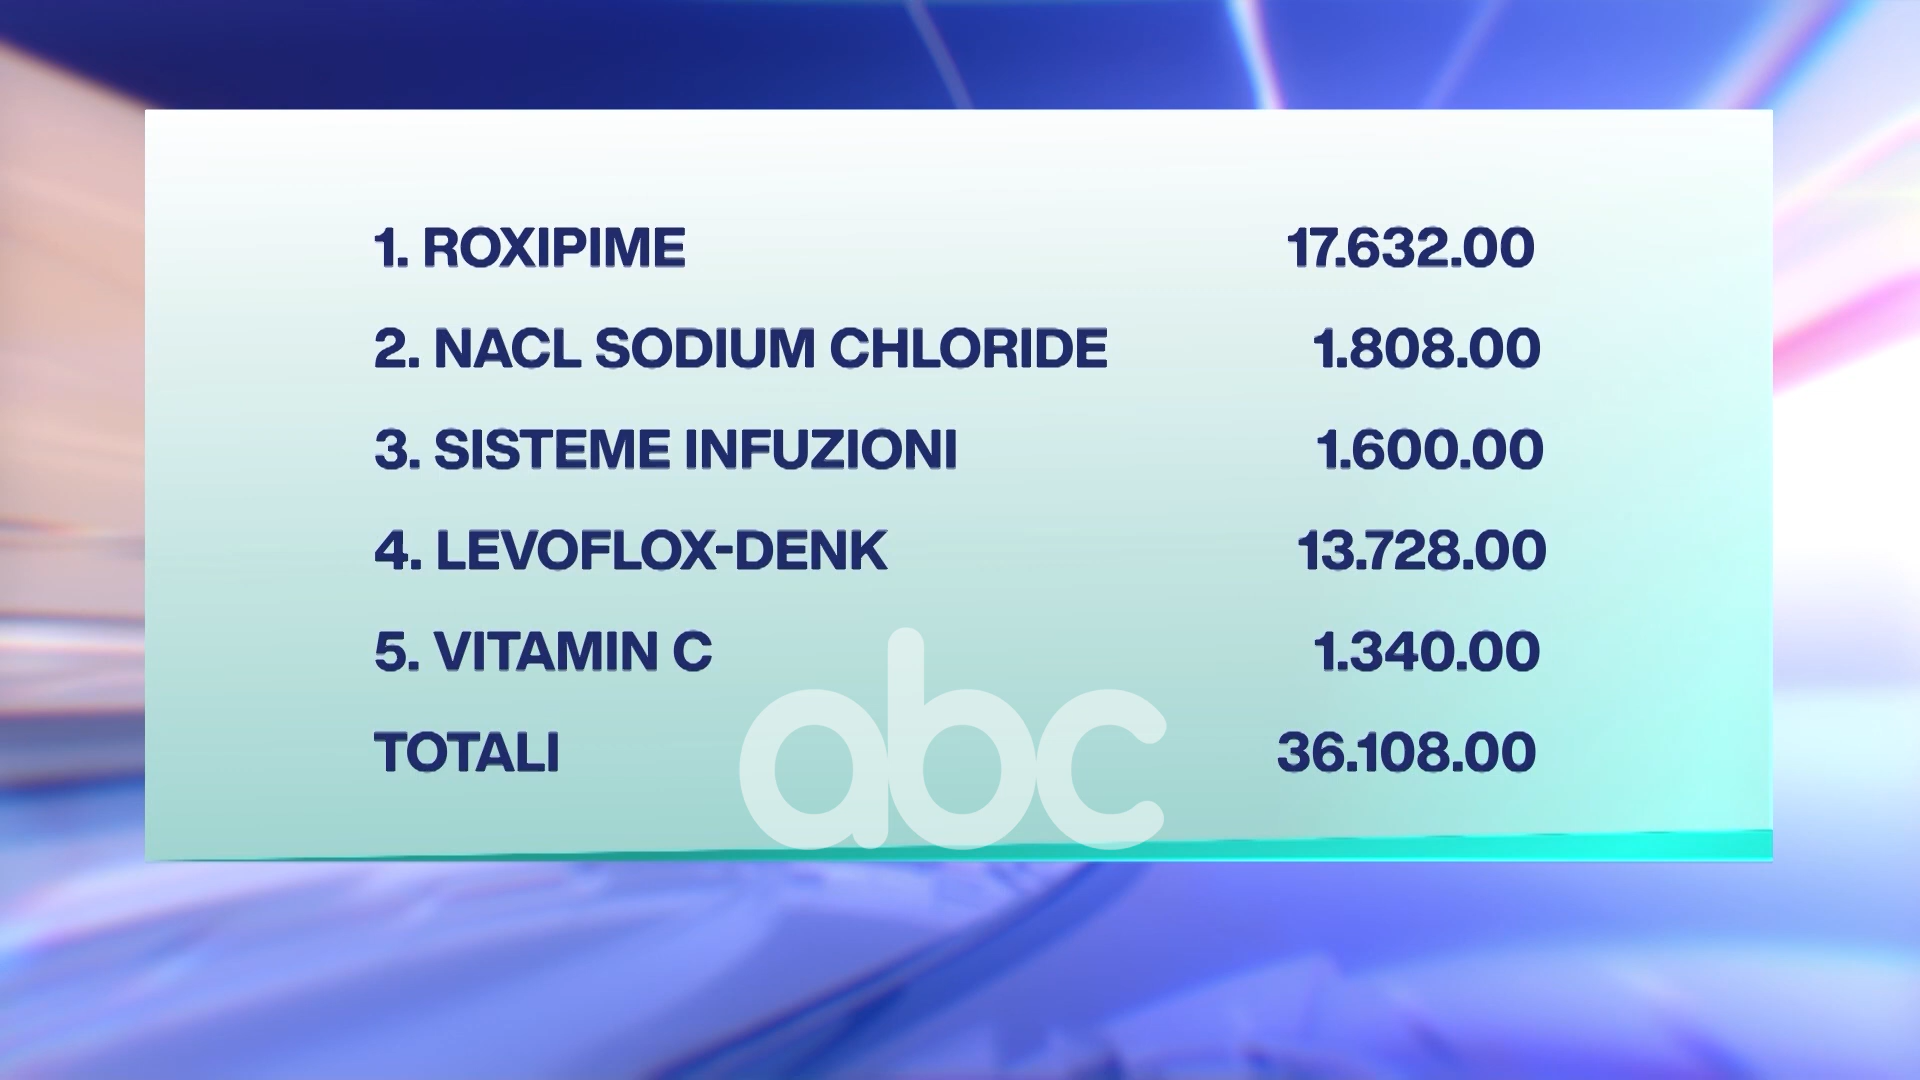 1. ROXIPIME 17.632.00
2. NACL SODIUM CHLORIDE 1.808.00
3. SISTEME INFUZIONI 1.600.00
4. LEVOFLOX-DENK 13.728.00
5. VITAMIN C 1.340.00
TOTALI 36.108.00
abc